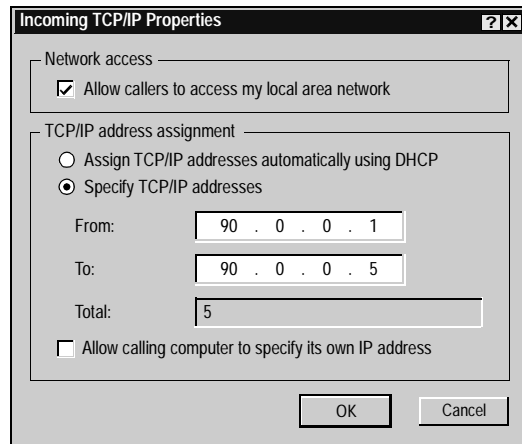 Incoming TCP/IP Properties
Network access
Allow callers to access my local area network
TCP/IP address assignment
Assign TCP/IP addresses automatically using DHCP
Specify TCP/IP addresses
From: 90 . 0 . 0 . 1
To: 90 . 0 . 0 . 5
Total: 5
Allow calling computer to specify its own IP address
OK Cancel